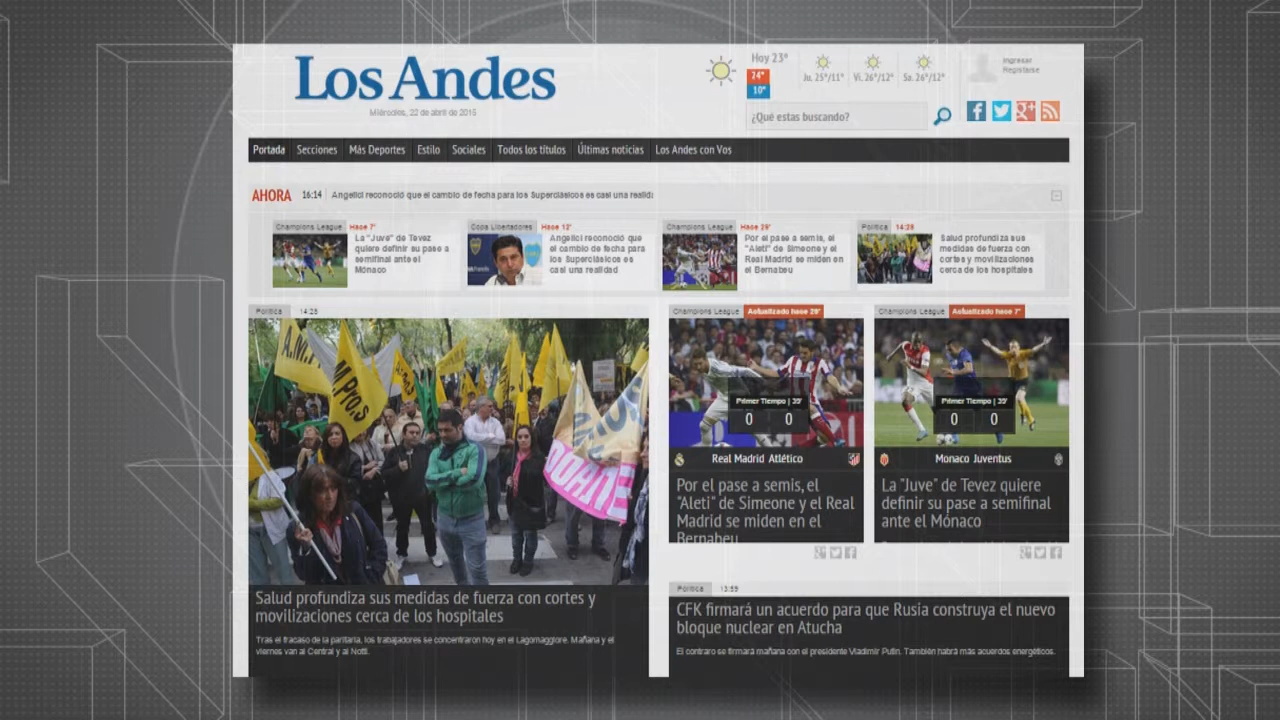 Los Andes
Miércoles, 22 de abril de 2015
Hoy 23°
24°
10°
Ju. 25°/11°
Vi. 26°/12°
Sa. 26°/12°
Ingresar
Registrarse
¿Qué estas buscando?
Portada Secciones Más Deportes Estilo Sociales Todos los títulos Últimas noticias Los Andes con Vos
AHORA 16:14 Angelici reconoció que el cambio de fecha para los Superclásicos es casi una realid
Champions League Hace 7'
La "Juve" de Tevez
quiere definir su pase a
semifinal ante el
Mónaco
Copa Libertadores Hace 12'
Angelici reconoció que
el cambio de fecha para
los Superclásicos es
casi una realidad
Champions League Hace 29'
Por el pase a semis, el
"Aleti" de Simeone y el
Real Madrid se miden en
el Bernabeu
Política 14:28
Salud profundiza sus
medidas de fuerza con
cortes y movilizaciones
cerca de los hospitales
Política 14:28
Salud profundiza sus medidas de fuerza con cortes y
movilizaciones cerca de los hospitales
Tras el fracaso de la paritaria, los trabajadores se concentraron hoy en el Lagomaggiore. Mañana y el
viernes van al Central y al Notti.
Champions League Actualizado hace 29'
Primer Tiempo | 39'
0 0
Real Madrid Atlético
Por el pase a semis, el
"Aleti" de Simeone y el Real
Madrid se miden en el
Bernabeu
Champions League Actualizado hace 7'
Primer Tiempo | 39'
0 0
Monaco Juventus
La "Juve" de Tevez quiere
definir su pase a semifinal
ante el Mónaco
Política 13:59
CFK firmará un acuerdo para que Rusia construya el nuevo
bloque nuclear en Atucha
El contraro se firmará mañana con el presidente Vladimir Putin. También habrá más acuerdos energéticos.